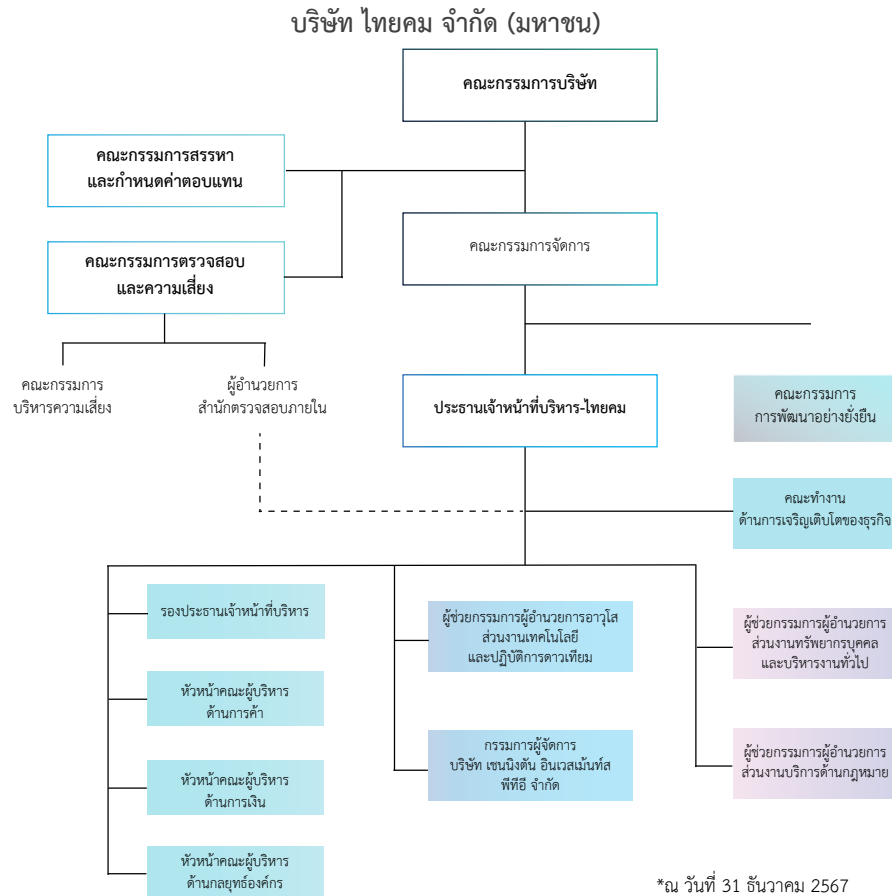 บริษัท ไทยคม จำกัด (มหาชน)
คณะกรรมการบริษัท
คณะกรรมการสรรหา
และกำหนดค่าตอบแทน
คณะกรรมการจัดการ
คณะกรรมการตรวจสอบ
และความเสี่ยง
คณะกรรมการ
บริหารความเสี่ยง
ผู้อำนวยการ
สำนักตรวจสอบภายใน
ประธานเจ้าหน้าที่บริหาร-ไทยคม
คณะกรรมการ
การพัฒนาอย่างยั่งยืน
คณะทำงาน
ด้านการเจริญเติบโตของธุรกิจ
รองประธานเจ้าหน้าที่บริหาร
หัวหน้าคณะผู้บริหาร
ด้านการค้า
หัวหน้าคณะผู้บริหาร
ด้านการเงิน
หัวหน้าคณะผู้บริหาร
ด้านกลยุทธ์องค์กร
ผู้ช่วยกรรมการผู้อำนวยการอาวุโส
ส่วนงานเทคโนโลยี
และปฏิบัติการดาวเทียม
กรรมการผู้จัดการ
บริษัท เชนนิงตัน อินเวสเม้นท์ส
พีทีอี จำกัด
ผู้ช่วยกรรมการผู้อำนวยการ
ส่วนงานทรัพยากรบุคคล
และบริหารงานทั่วไป
ผู้ช่วยกรรมการผู้อำนวยการ
ส่วนงานบริการด้านกฎหมาย
*ณ วันที่ 31 ธันวาคม 2567